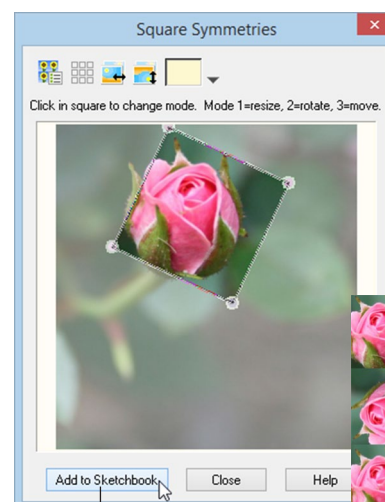 Square Symmetries
Click in square to change mode. Mode 1=resize, 2=rotate, 3=move.
Add to Sketchbook
Close
Help